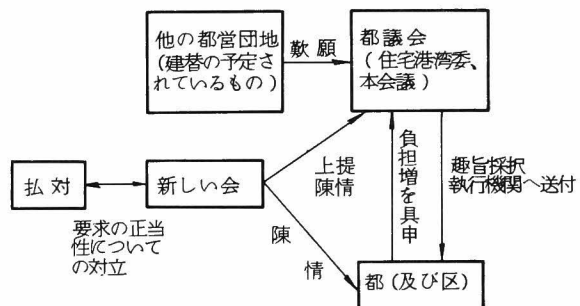 他の都営団地
(建替の予定さ
れているもの)
歎願
都議会
(住宅港湾委、
本会議)
払対
新しい会
要求の正当
性について
の対立
上提
陳情
陳情
負担増を具申
趣旨採択
執行機関へ送付
都(及び区)